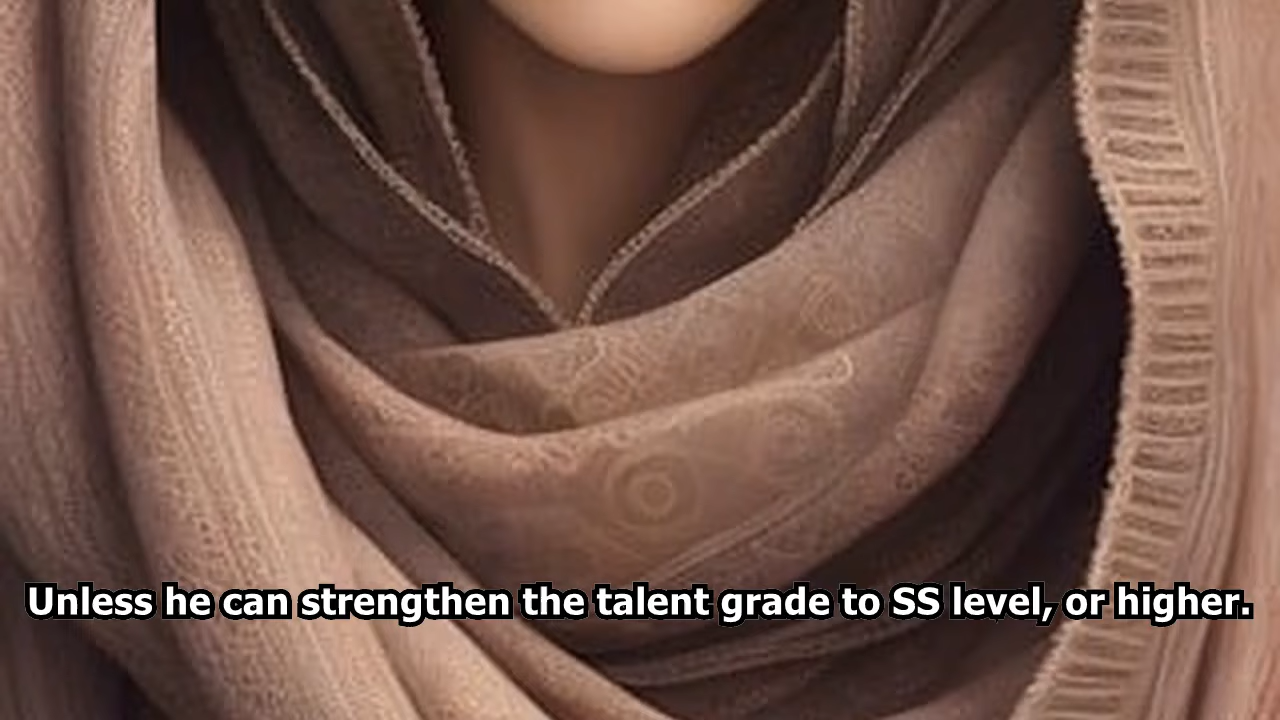 Unless he can strengthen the talent grade to SS level, or higher.